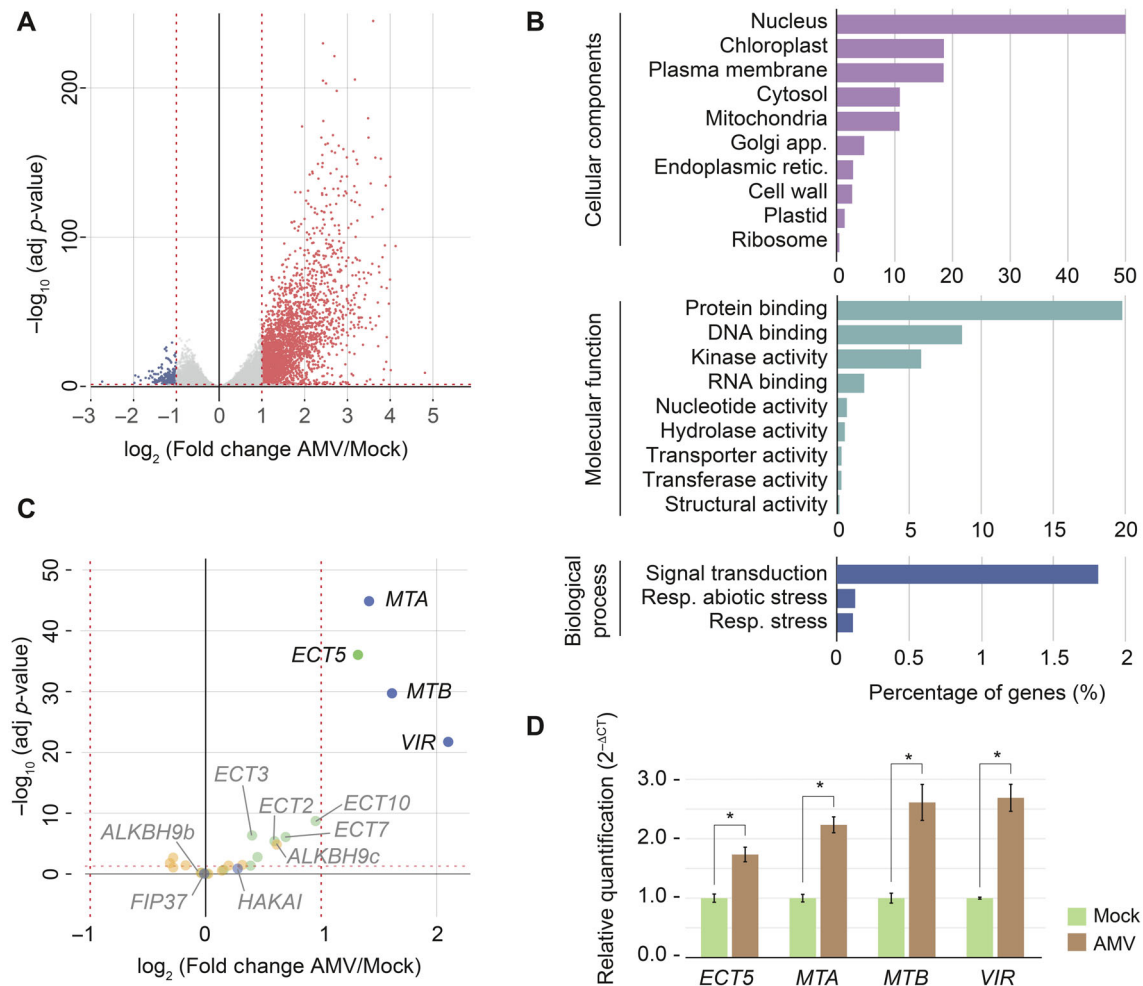 A
−log10 (adj p-value)
200
100
0
−3 −2 −1 0 1 2 3 4 5
log2 (Fold change AMV/Mock)
B
Cellular components
Nucleus
Chloroplast
Plasma membrane
Cytosol
Mitochondria
Golgi app.
Endoplasmic retic.
Cell wall
Plastid
Ribosome
0 10 20 30 40 50
Molecular function
Protein binding
DNA binding
Kinase activity
RNA binding
Nucleotide activity
Hydrolase activity
Transporter activity
Transferase activity
Structural activity
0 5 10 15 20
Biological
process
Signal transduction
Resp. abiotic stress
Resp. stress
0 0.5 1 1.5 2
Percentage of genes (%)
C
−log10 (adj p-value)
50
40
30
20
10
0
MTA
ECT5
MTB
VIR
ECT3
ECT2
ECT10
ECT7
ALKBH9b
ALKBH9c
FIP37
HAKAI
−1 0 1 2
log2 (Fold change AMV/Mock)
D
Relative quantification (2−ΔCT)
3.0
2.0
1.0
0.0
* * * *
ECT5 MTA MTB VIR
Mock
AMV